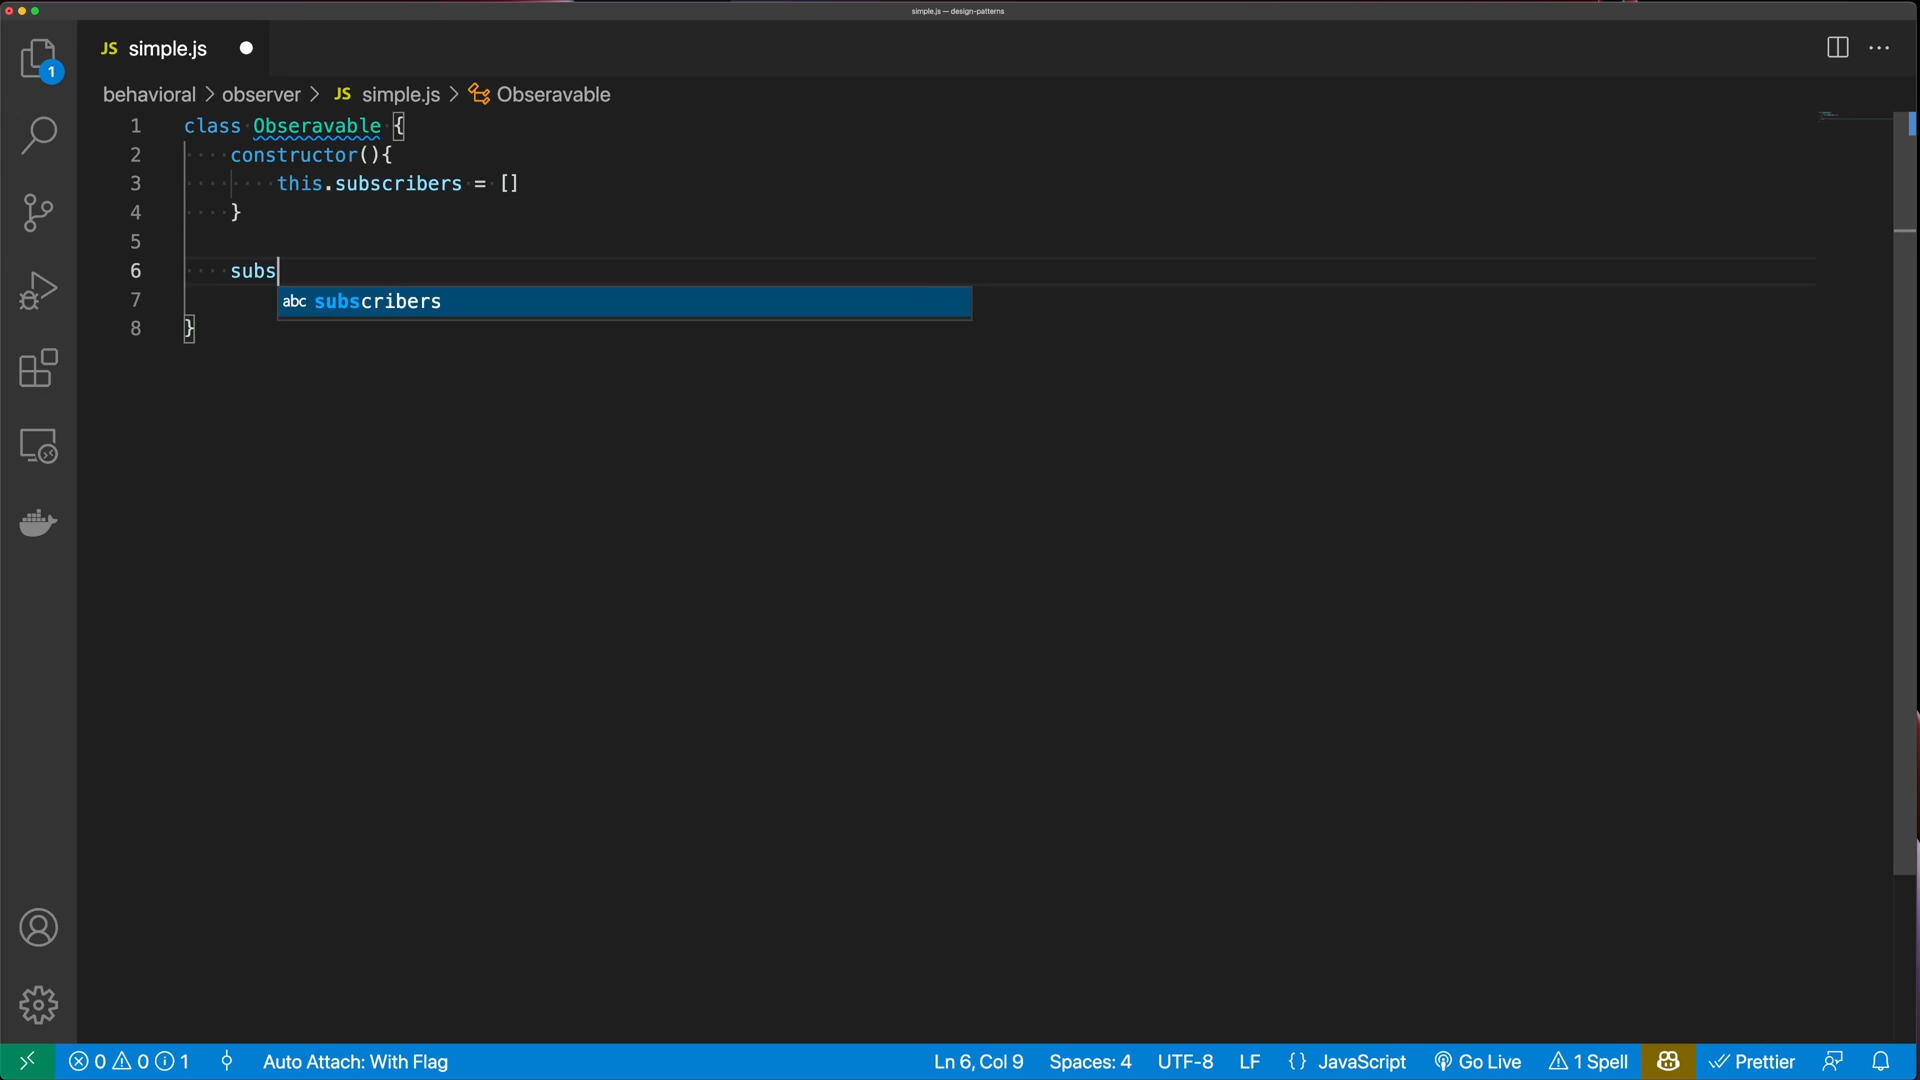 simple.js — design-patterns
JS simple.js
1
behavioral > observer > JS simple.js > Obseravable
1 class Obseravable {
2 constructor(){
3 this.subscribers = []
4 }
5
6 subs
7 abc subscribers
8 }
0 0 1 Auto Attach: With Flag Ln 6, Col 9 Spaces: 4 UTF-8 LF {} JavaScript Go Live 1 Spell Prettier